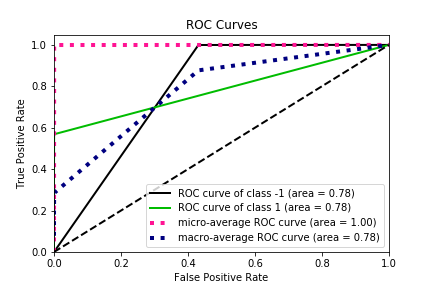 ROC Curves
True Positive Rate
1.0
0.8
0.6
0.4
0.2
0.0
ROC curve of class -1 (area = 0.78)
ROC curve of class 1 (area = 0.78)
micro-average ROC curve (area = 1.00)
macro-average ROC curve (area = 0.78)
0.0 0.2 0.4 0.6 0.8 1.0
False Positive Rate